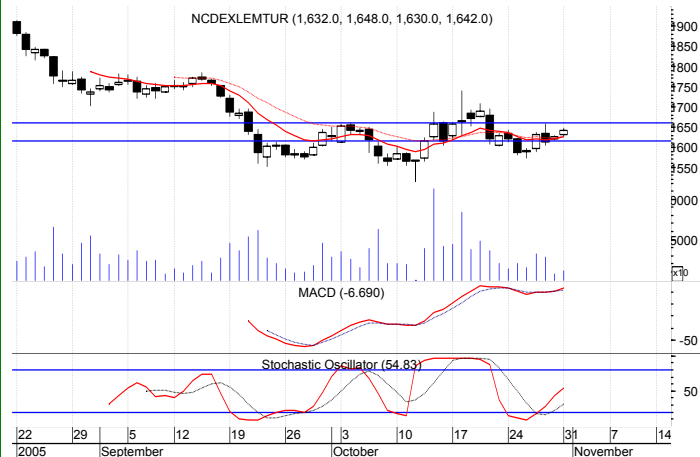 NCDEXLEMTUR (1,632.0, 1,648.0, 1,630.0, 1,642.0)
1900
1850
1800
1750
1700
1650
1600
1550
5000
x10
MACD (-6.690)
-50
Stochastic Oscillator (54.83)
50
22 29 5 12 19 26 3 10 17 24 31 7 14
2005 September October November